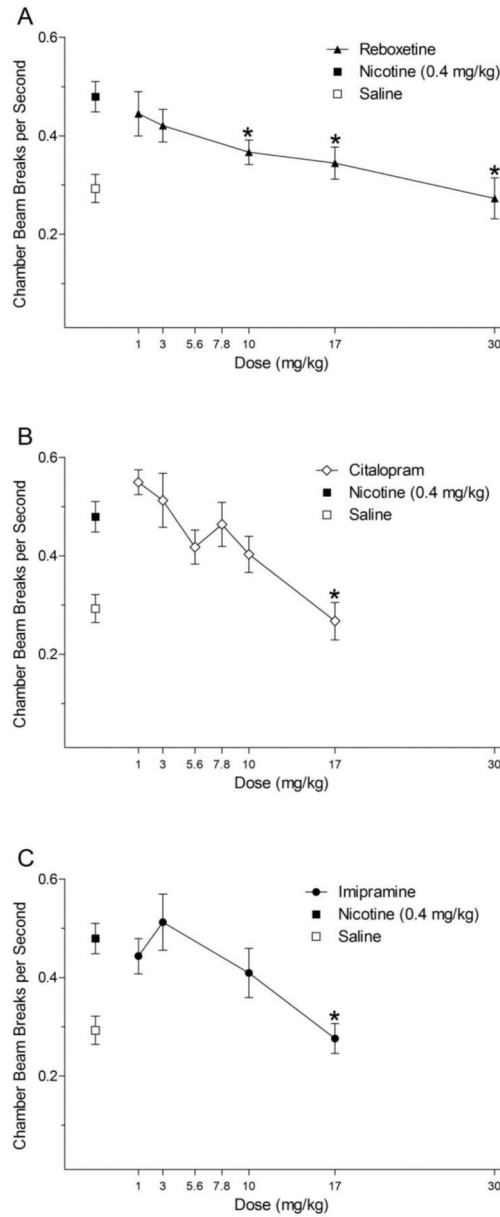 A
0.6
0.4
0.2
Chamber Beam Breaks per Second
Reboxetine
Nicotine (0.4 mg/kg)
Saline
*
*
*
1 3 5.6 7.8 10 17 30
Dose (mg/kg)
B
0.6
0.4
0.2
Chamber Beam Breaks per Second
Citalopram
Nicotine (0.4 mg/kg)
Saline
*
1 3 5.6 7.8 10 17 30
Dose (mg/kg)
C
0.6
0.4
0.2
Chamber Beam Breaks per Second
Imipramine
Nicotine (0.4 mg/kg)
Saline
*
1 3 5.6 7.8 10 17 30
Dose (mg/kg)